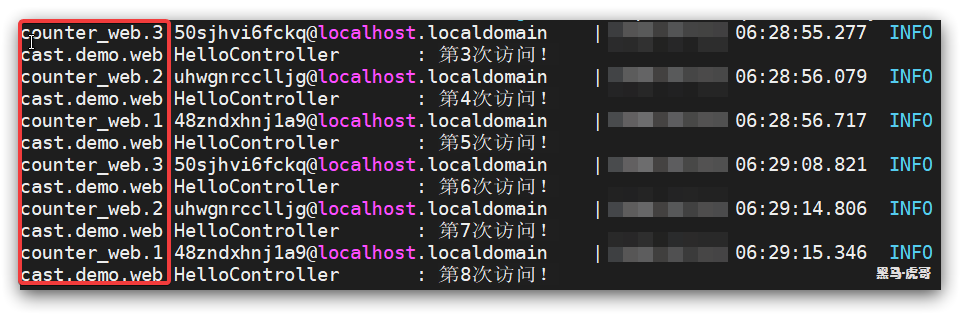 counter_web.3 50sjhvi6fckq@localhost.localdomain | 06:28:55.277 INFO
cast.demo.web HelloController : 第3次访问!
counter_web.2 uhwgnrcclljg@localhost.localdomain | 06:28:56.079 INFO
cast.demo.web HelloController : 第4次访问!
counter_web.1 48zndxhnj1a9@localhost.localdomain | 06:28:56.717 INFO
cast.demo.web HelloController : 第5次访问!
counter_web.3 50sjhvi6fckq@localhost.localdomain | 06:29:08.821 INFO
cast.demo.web HelloController : 第6次访问!
counter_web.2 uhwgnrcclljg@localhost.localdomain | 06:29:14.806 INFO
cast.demo.web HelloController : 第7次访问!
counter_web.1 48zndxhnj1a9@localhost.localdomain | 06:29:15.346 INFO
cast.demo.web HelloController : 第8次访问!
黑马-虎哥